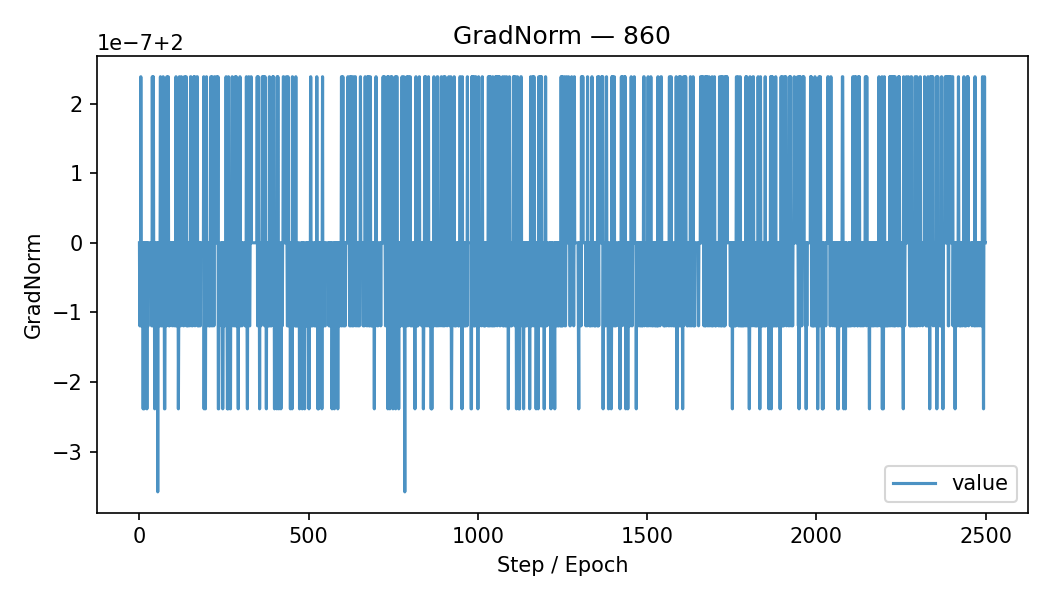 GradNorm — 860
1e−7+2
2
1
0
−1
−2
−3
GradNorm
0
500
1000
1500
2000
2500
Step / Epoch
value